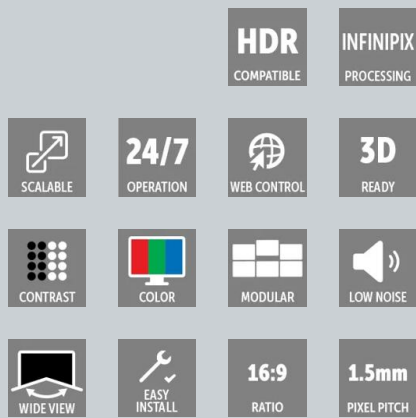 HDR
COMPATIBLE
INFINIPIX
PROCESSING
SCALABLE
24/7
OPERATION
WEB CONTROL
3D
READY
CONTRAST
COLOR
MODULAR
LOW NOISE
WIDE VIEW
EASY
INSTALL
16:9
RATIO
1.5mm
PIXEL PITCH